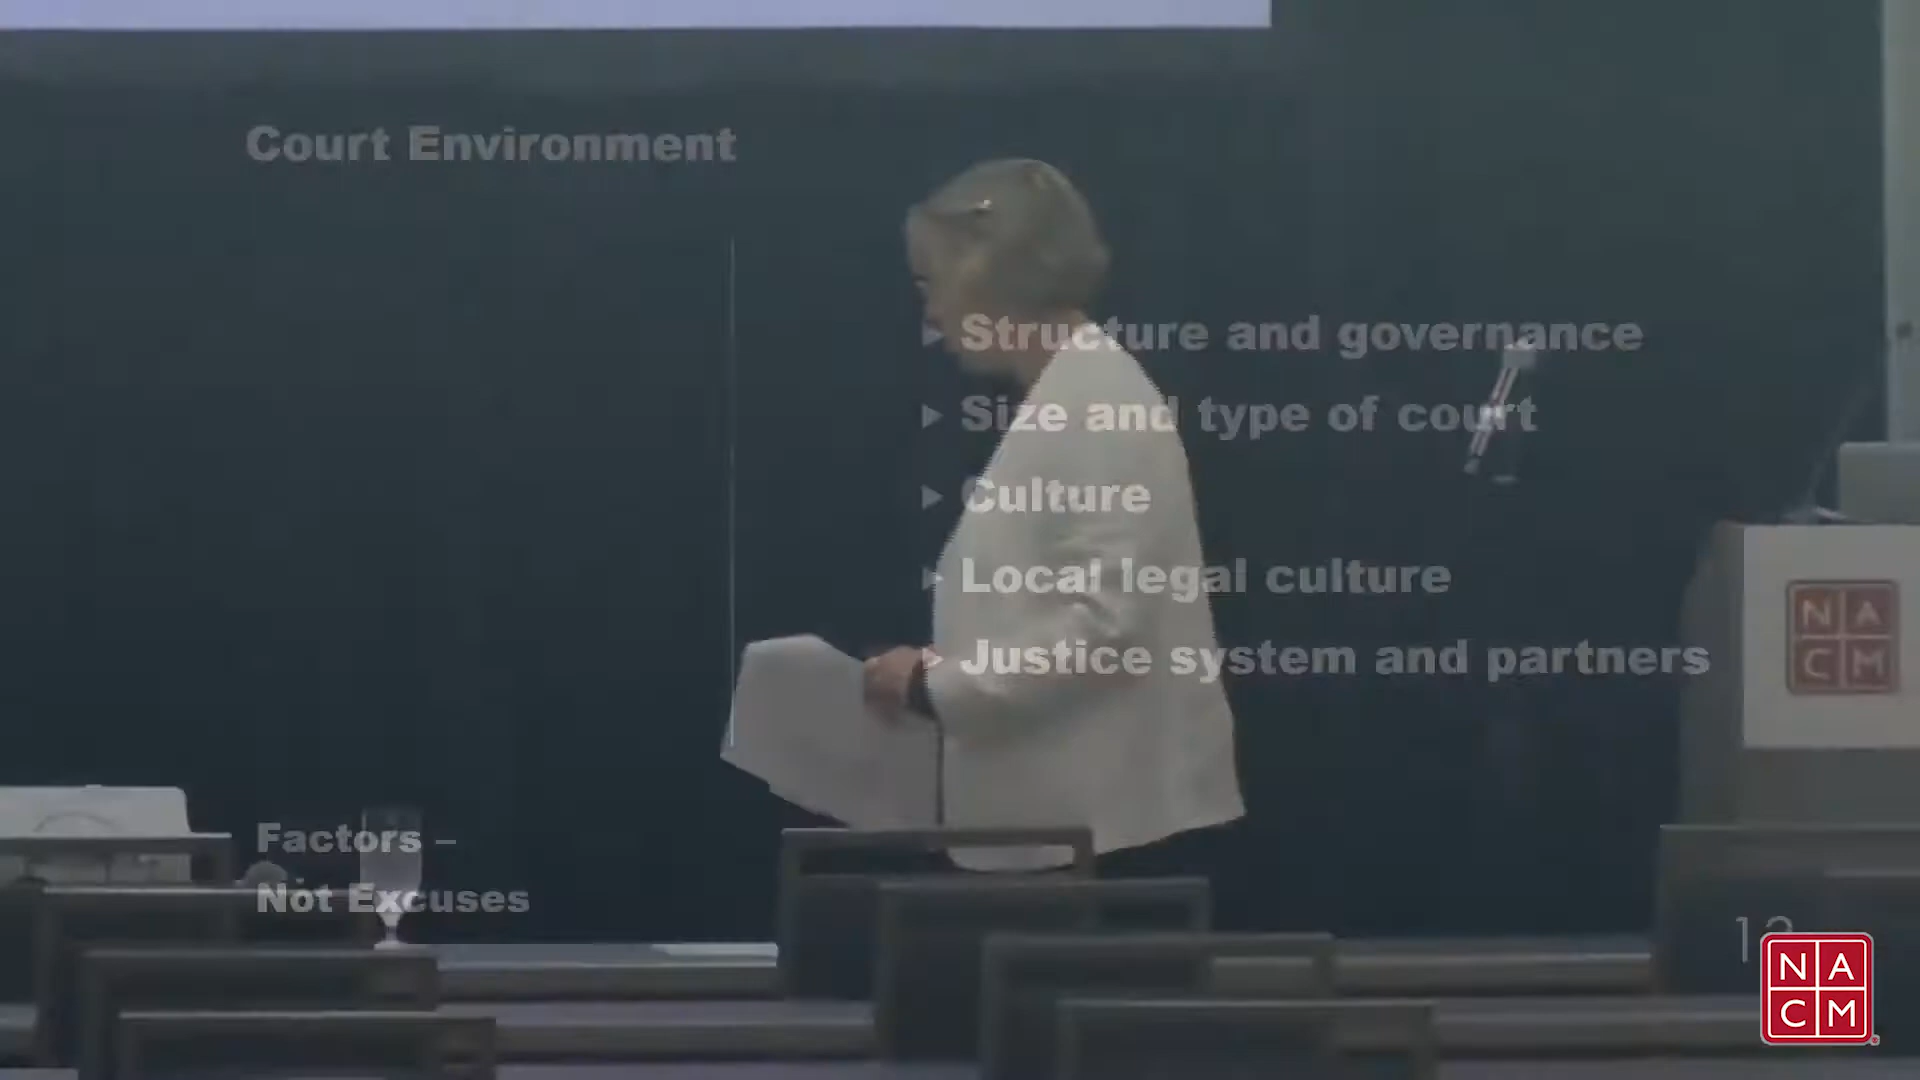 Court Environment
Structure and governance
Size and type of court
Culture
Local legal culture
Justice system and partners
Factors –
Not Excuses
N A
C M
N A
C M